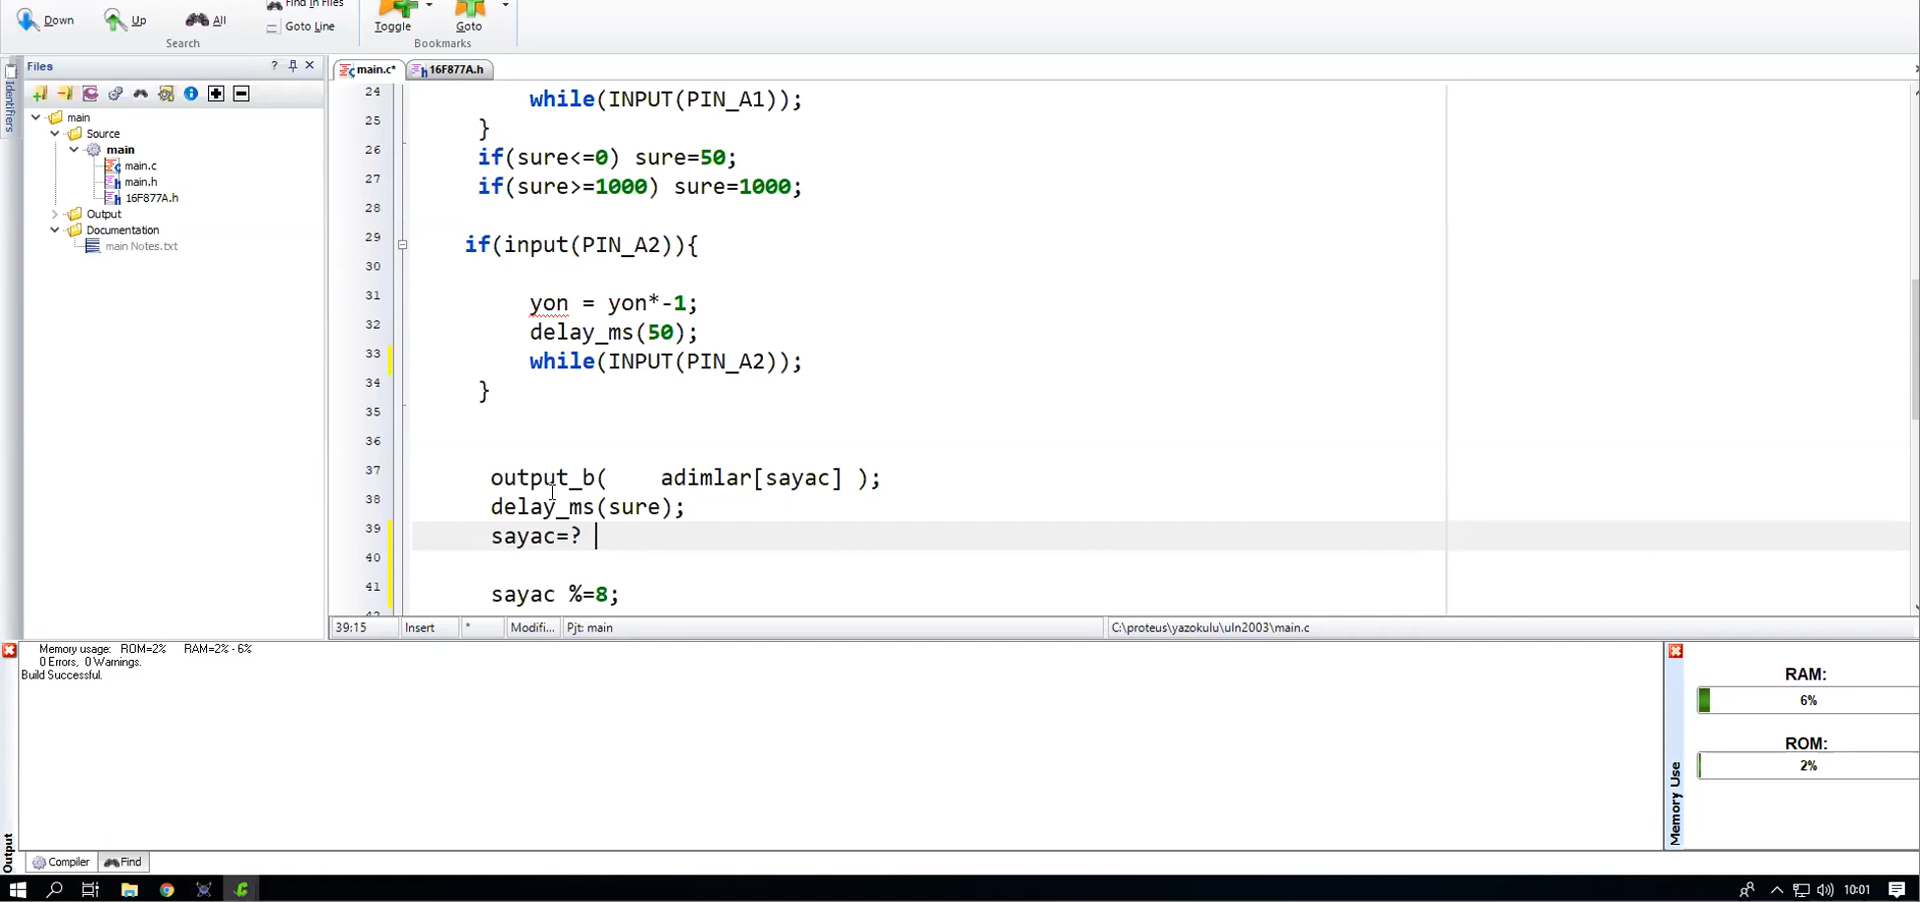 Down
Up
All
Find in Files
Goto Line
Toggle
Goto
Search
Bookmarks
Files
?
main.c*
16F877A.h
Identifiers
main
Source
main
main.c
main.h
16F877A.h
Output
Documentation
main Notes.txt
24 while(INPUT(PIN_A1));
25 }
26 if(sure<=0) sure=50;
27 if(sure>=1000) sure=1000;
28
29 if(input(PIN_A2)){
30
31 yon = yon*-1;
32 delay_ms(50);
33 while(INPUT(PIN_A2));
34 }
35
36
37 output_b( adimlar[sayac] );
38 delay_ms(sure);
39 sayac=?
40
41 sayac %=8;
42
39:15 Insert * Modifi... Pjt: main C:\proteus\yazokulu\uln2003\main.c
Memory usage: ROM=2% RAM=2% - 6%
0 Errors, 0 Warnings.
Build Successful.
Output
Compiler
Find
Memory Use
RAM:
6%
ROM:
2%
10:01